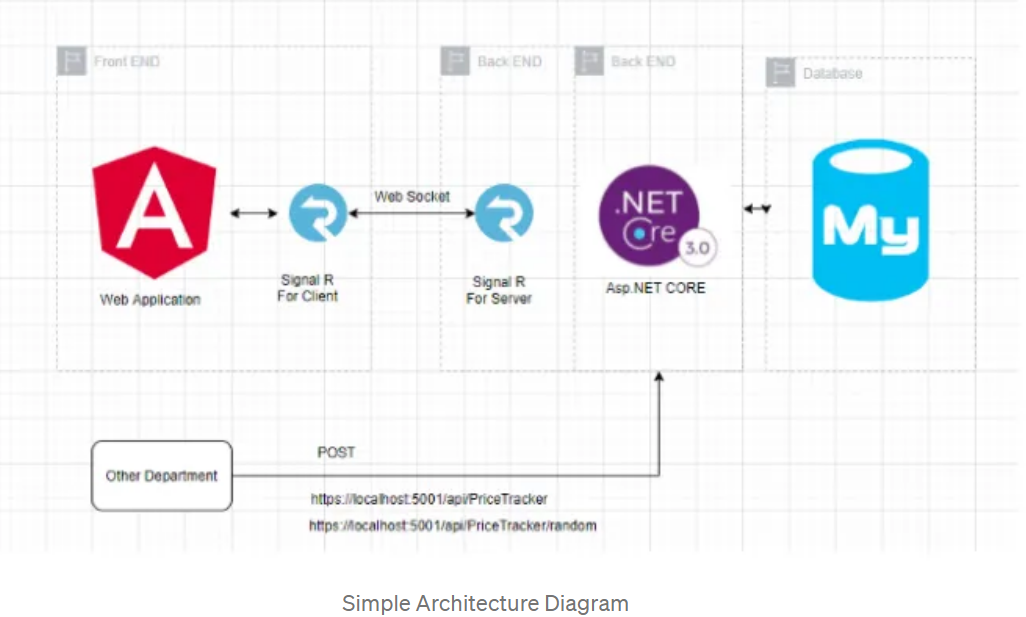 Front END
Back END
Back END
Database
Web Socket
.NET
Core
3.0
My
Signal R
For Client
Signal R
For Server
Asp.NET CORE
Web Application
POST
Other Department
https://localhost:5001/api/PriceTracker
https://localhost:5001/api/PriceTracker/random
Simple Architecture Diagram